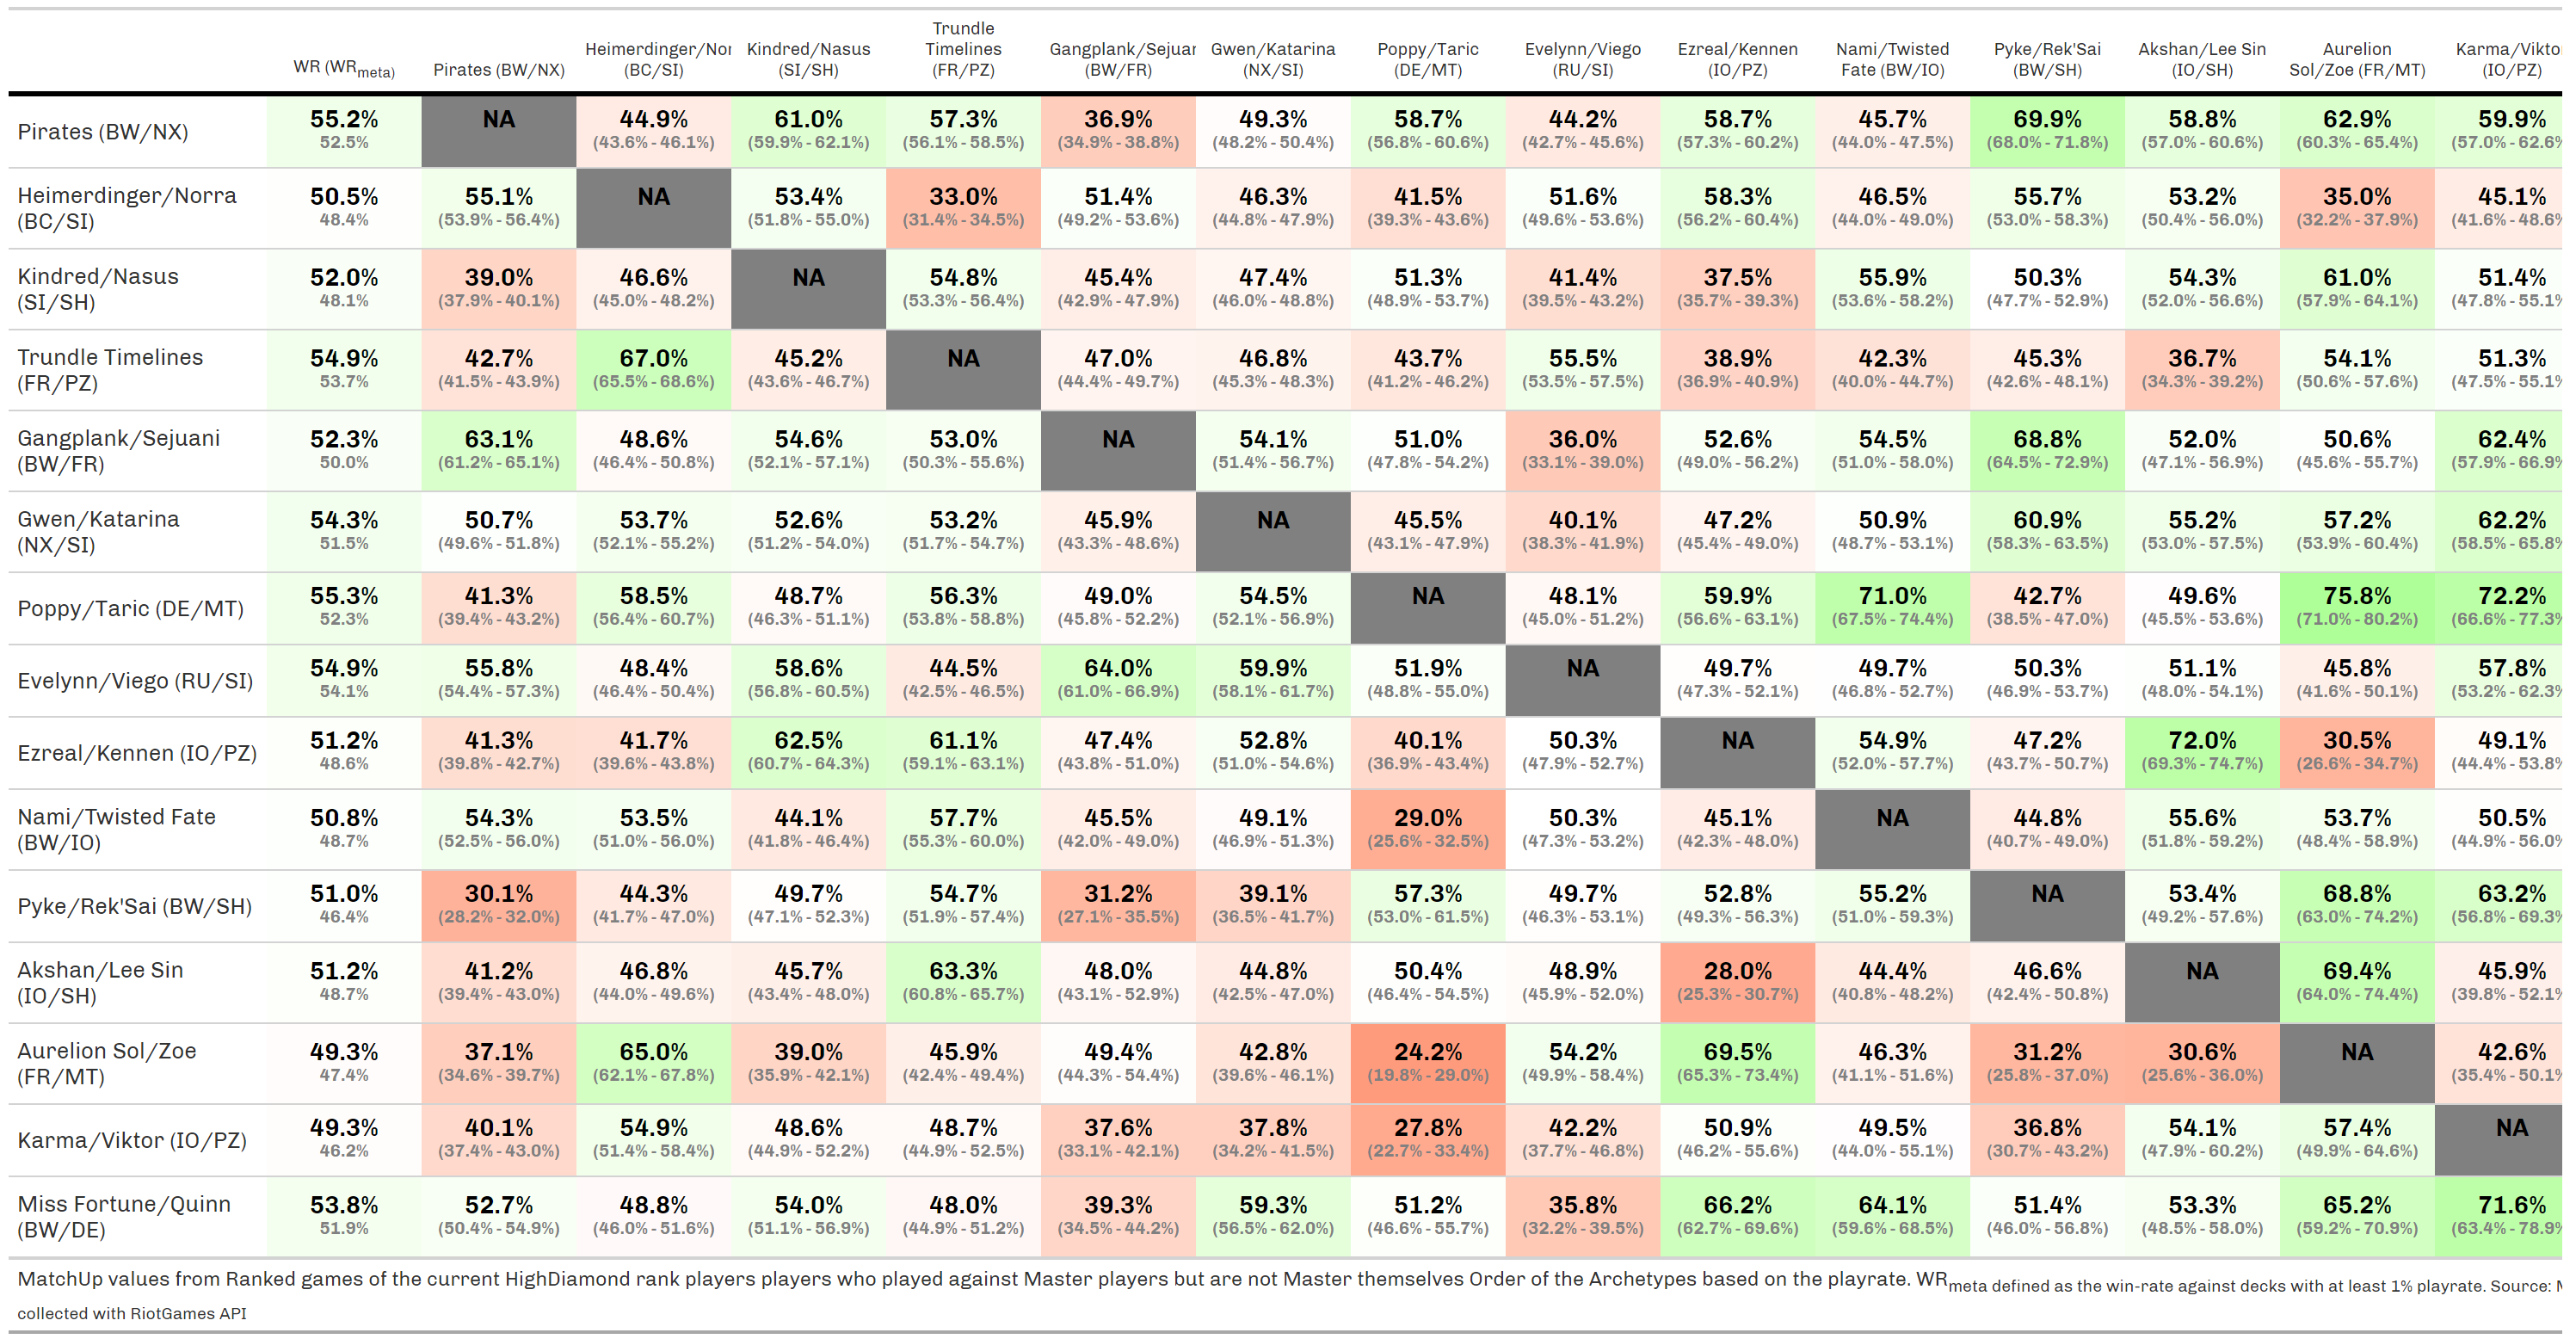 Trundle
Heimerdinger/Nor Kindred/Nasus Timelines Gangplank/Sejuar Gwen/Katarina Poppy/Taric Evelynn/Viego Ezreal/Kennen Nami/Twisted Pyke/Rek'Sai Akshan/Lee Sin Aurelion Karma/Vikto
WR (WRmeta) Pirates (BW/NX) (BC/SI) (SI/SH) (FR/PZ) (BW/FR) (NX/SI) (DE/MT) (RU/SI) (IO/PZ) Fate (BW/IO) (BW/SH) (IO/SH) Sol/Zoe (FR/MT) (IO/PZ)
Pirates (BW/NX) 55.2% NA 44.9% 61.0% 57.3% 36.9% 49.3% 58.7% 44.2% 58.7% 45.7% 69.9% 58.8% 62.9% 59.9%
52.5% (43.6% - 46.1%) (59.9% - 62.1%) (56.1% - 58.5%) (34.9% - 38.8%) (48.2% - 50.4%) (56.8% - 60.6%) (42.7% - 45.6%) (57.3% - 60.2%) (44.0% - 47.5%) (68.0% - 71.8%) (57.0% - 60.6%) (60.3% - 65.4%) (57.0% - 62.6%
Heimerdinger/Norra 50.5% 55.1% NA 53.4% 33.0% 51.4% 46.3% 41.5% 51.6% 58.3% 46.5% 55.7% 53.2% 35.0% 45.1%
(BC/SI) 48.4% (53.9% - 56.4%) (51.8% - 55.0%) (31.4% - 34.5%) (49.2% - 53.6%) (44.8% - 47.9%) (39.3% - 43.6%) (49.6% - 53.6%) (56.2% - 60.4%) (44.0% - 49.0%) (53.0% - 58.3%) (50.4% - 56.0%) (32.2% - 37.9%) (41.6% - 48.6%
Kindred/Nasus 52.0% 39.0% 46.6% NA 54.8% 45.4% 47.4% 51.3% 41.4% 37.5% 55.9% 50.3% 54.3% 61.0% 51.4%
(SI/SH) 48.1% (37.9% - 40.1%) (45.0% - 48.2%) (53.3% - 56.4%) (42.9% - 47.9%) (46.0% - 48.8%) (48.9% - 53.7%) (39.5% - 43.2%) (35.7% - 39.3%) (53.6% - 58.2%) (47.7% - 52.9%) (52.0% - 56.6%) (57.9% - 64.1%) (47.8% - 55.1%
Trundle Timelines 54.9% 42.7% 67.0% 45.2% NA 47.0% 46.8% 43.7% 55.5% 38.9% 42.3% 45.3% 36.7% 54.1% 51.3%
(FR/PZ) 53.7% (41.5% - 43.9%) (65.5% - 68.6%) (43.6% - 46.7%) (44.4% - 49.7%) (45.3% - 48.3%) (41.2% - 46.2%) (53.5% - 57.5%) (36.9% - 40.9%) (40.0% - 44.7%) (42.6% - 48.1%) (34.3% - 39.2%) (50.6% - 57.6%) (47.5% - 55.1%
Gangplank/Sejuani 52.3% 63.1% 48.6% 54.6% 53.0% NA 54.1% 51.0% 36.0% 52.6% 54.5% 68.8% 52.0% 50.6% 62.4%
(BW/FR) 50.0% (61.2% - 65.1%) (46.4% - 50.8%) (52.1% - 57.1%) (50.3% - 55.6%) (51.4% - 56.7%) (47.8% - 54.2%) (33.1% - 39.0%) (49.0% - 56.2%) (51.0% - 58.0%) (64.5% - 72.9%) (47.1% - 56.9%) (45.6% - 55.7%) (57.9% - 66.9%
Gwen/Katarina 54.3% 50.7% 53.7% 52.6% 53.2% 45.9% NA 45.5% 40.1% 47.2% 50.9% 60.9% 55.2% 57.2% 62.2%
(NX/SI) 51.5% (49.6% - 51.8%) (52.1% - 55.2%) (51.2% - 54.0%) (51.7% - 54.7%) (43.3% - 48.6%) (43.1% - 47.9%) (38.3% - 41.9%) (45.4% - 49.0%) (48.7% - 53.1%) (58.3% - 63.5%) (53.0% - 57.5%) (53.9% - 60.4%) (58.5% - 65.8%
Poppy/Taric (DE/MT) 55.3% 41.3% 58.5% 48.7% 56.3% 49.0% 54.5% NA 48.1% 59.9% 71.0% 42.7% 49.6% 75.8% 72.2%
52.3% (39.4% - 43.2%) (56.4% - 60.7%) (46.3% - 51.1%) (53.8% - 58.8%) (45.8% - 52.2%) (52.1% - 56.9%) (45.0% - 51.2%) (56.6% - 63.1%) (67.5% - 74.4%) (38.5% - 47.0%) (45.5% - 53.6%) (71.0% - 80.2%) (66.6% - 77.3%
Evelynn/Viego (RU/SI) 54.9% 55.8% 48.4% 58.6% 44.5% 64.0% 59.9% 51.9% NA 49.7% 49.7% 50.3% 51.1% 45.8% 57.8%
54.1% (54.4% - 57.3%) (46.4% - 50.4%) (56.8% - 60.5%) (42.5% - 46.5%) (61.0% - 66.9%) (58.1% - 61.7%) (48.8% - 55.0%) (47.3% - 52.1%) (46.8% - 52.7%) (46.9% - 53.7%) (48.0% - 54.1%) (41.6% - 50.1%) (53.2% - 62.3%
Ezreal/Kennen (IO/PZ) 51.2% 41.3% 41.7% 62.5% 61.1% 47.4% 52.8% 40.1% 50.3% NA 54.9% 47.2% 72.0% 30.5% 49.1%
48.6% (39.8% - 42.7%) (39.6% - 43.8%) (60.7% - 64.3%) (59.1% - 63.1%) (43.8% - 51.0%) (51.0% - 54.6%) (36.9% - 43.4%) (47.9% - 52.7%) (52.0% - 57.7%) (43.7% - 50.7%) (69.3% - 74.7%) (26.6% - 34.7%) (44.4% - 53.8%
Nami/Twisted Fate 50.8% 54.3% 53.5% 44.1% 57.7% 45.5% 49.1% 29.0% 50.3% 45.1% NA 44.8% 55.6% 53.7% 50.5%
(BW/IO) 48.7% (52.5% - 56.0%) (51.0% - 56.0%) (41.8% - 46.4%) (55.3% - 60.0%) (42.0% - 49.0%) (46.9% - 51.3%) (25.6% - 32.5%) (47.3% - 53.2%) (42.3% - 48.0%) (40.7% - 49.0%) (51.8% - 59.2%) (48.4% - 58.9%) (44.9% - 56.0%
Pyke/Rek'Sai (BW/SH) 51.0% 30.1% 44.3% 49.7% 54.7% 31.2% 39.1% 57.3% 49.7% 52.8% 55.2% NA 53.4% 68.8% 63.2%
46.4% (28.2% - 32.0%) (41.7% - 47.0%) (47.1% - 52.3%) (51.9% - 57.4%) (27.1% - 35.5%) (36.5% - 41.7%) (53.0% - 61.5%) (46.3% - 53.1%) (49.3% - 56.3%) (51.0% - 59.3%) (49.2% - 57.6%) (63.0% - 74.2%) (56.8% - 69.3%
Akshan/Lee Sin 51.2% 41.2% 46.8% 45.7% 63.3% 48.0% 44.8% 50.4% 48.9% 28.0% 44.4% 46.6% NA 69.4% 45.9%
(IO/SH) 48.7% (39.4% - 43.0%) (44.0% - 49.6%) (43.4% - 48.0%) (60.8% - 65.7%) (43.1% - 52.9%) (42.5% - 47.0%) (46.4% - 54.5%) (45.9% - 52.0%) (25.3% - 30.7%) (40.8% - 48.2%) (42.4% - 50.8%) (64.0% - 74.4%) (39.8% - 52.1%
Aurelion Sol/Zoe 49.3% 37.1% 65.0% 39.0% 45.9% 49.4% 42.8% 24.2% 54.2% 69.5% 46.3% 31.2% 30.6% NA 42.6%
(FR/MT) 47.4% (34.6% - 39.7%) (62.1% - 67.8%) (35.9% - 42.1%) (42.4% - 49.4%) (44.3% - 54.4%) (39.6% - 46.1%) (19.8% - 29.0%) (49.9% - 58.4%) (65.3% - 73.4%) (41.1% - 51.6%) (25.8% - 37.0%) (25.6% - 36.0%) (35.4% - 50.1%
Karma/Viktor (IO/PZ) 49.3% 40.1% 54.9% 48.6% 48.7% 37.6% 37.8% 27.8% 42.2% 50.9% 49.5% 36.8% 54.1% 57.4% NA
46.2% (37.4% - 43.0%) (51.4% - 58.4%) (44.9% - 52.2%) (44.9% - 52.5%) (33.1% - 42.1%) (34.2% - 41.5%) (22.7% - 33.4%) (37.7% - 46.8%) (46.2% - 55.6%) (44.0% - 55.1%) (30.7% - 43.2%) (47.9% - 60.2%) (49.9% - 64.6%)
Miss Fortune/Quinn 53.8% 52.7% 48.8% 54.0% 48.0% 39.3% 59.3% 51.2% 35.8% 66.2% 64.1% 51.4% 53.3% 65.2% 71.6%
(BW/DE) 51.9% (50.4% - 54.9%) (46.0% - 51.6%) (51.1% - 56.9%) (44.9% - 51.2%) (34.5% - 44.2%) (56.5% - 62.0%) (46.6% - 55.7%) (32.2% - 39.5%) (62.7% - 69.6%) (59.6% - 68.5%) (46.0% - 56.8%) (48.5% - 58.0%) (59.2% - 70.9%) (63.4% - 78.9%
MatchUp values from Ranked games of the current HighDiamond rank players players who played against Master players but are not Master themselves Order of the Archetypes based on the playrate. WRmeta defined as the win-rate against decks with at least 1% playrate. Source:
collected with RiotGames API